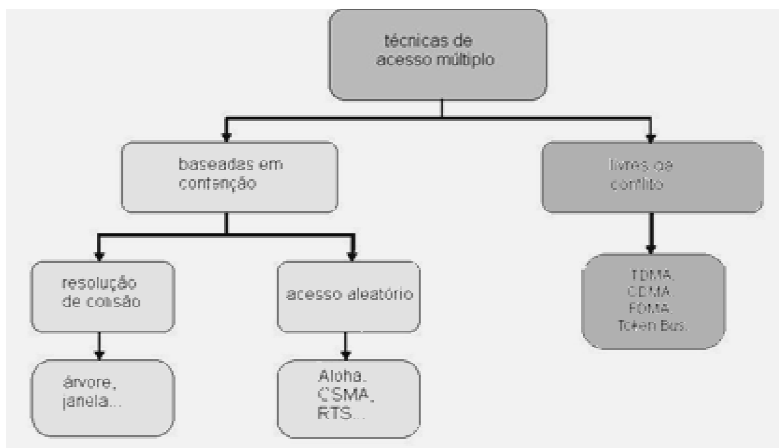 técnicas de
acesso múltiplo
baseadas em
contenção
livres de
conflito
resolução
de colisão
acesso aleatório
TDMA,
CDMA,
FDMA
Token Bus.
árvore,
janela...
Aloha,
CSMA,
RTS...